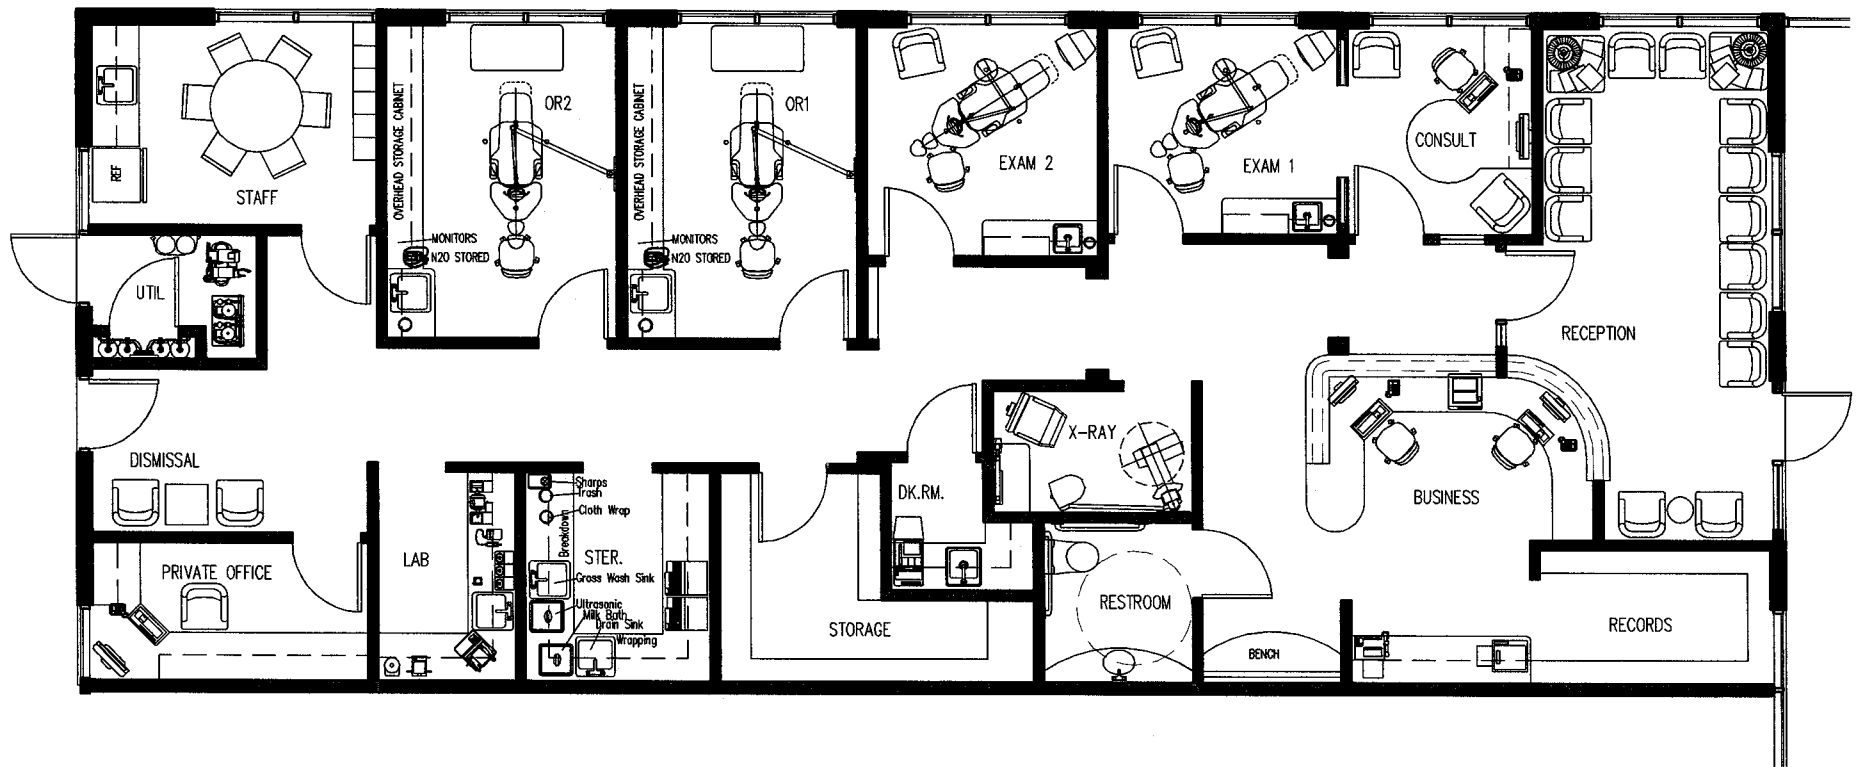 STAFF
REF
OVERHEAD STORAGE CABINET
OR2
MONITORS
N2O STORED
OVERHEAD STORAGE CABINET
OR1
MONITORS
N2O STORED
EXAM 2
EXAM 1
CONSULT
RECEPTION
UTIL
DISMISSAL
PRIVATE OFFICE
LAB
Sharps
Trash
Cloth Wrap
Breakdown
STER.
Gross Wash Sink
Ultrasonic
Milk Bath
Drain Sink
Wrapping
STORAGE
DK.RM.
X-RAY
RESTROOM
BENCH
BUSINESS
RECORDS